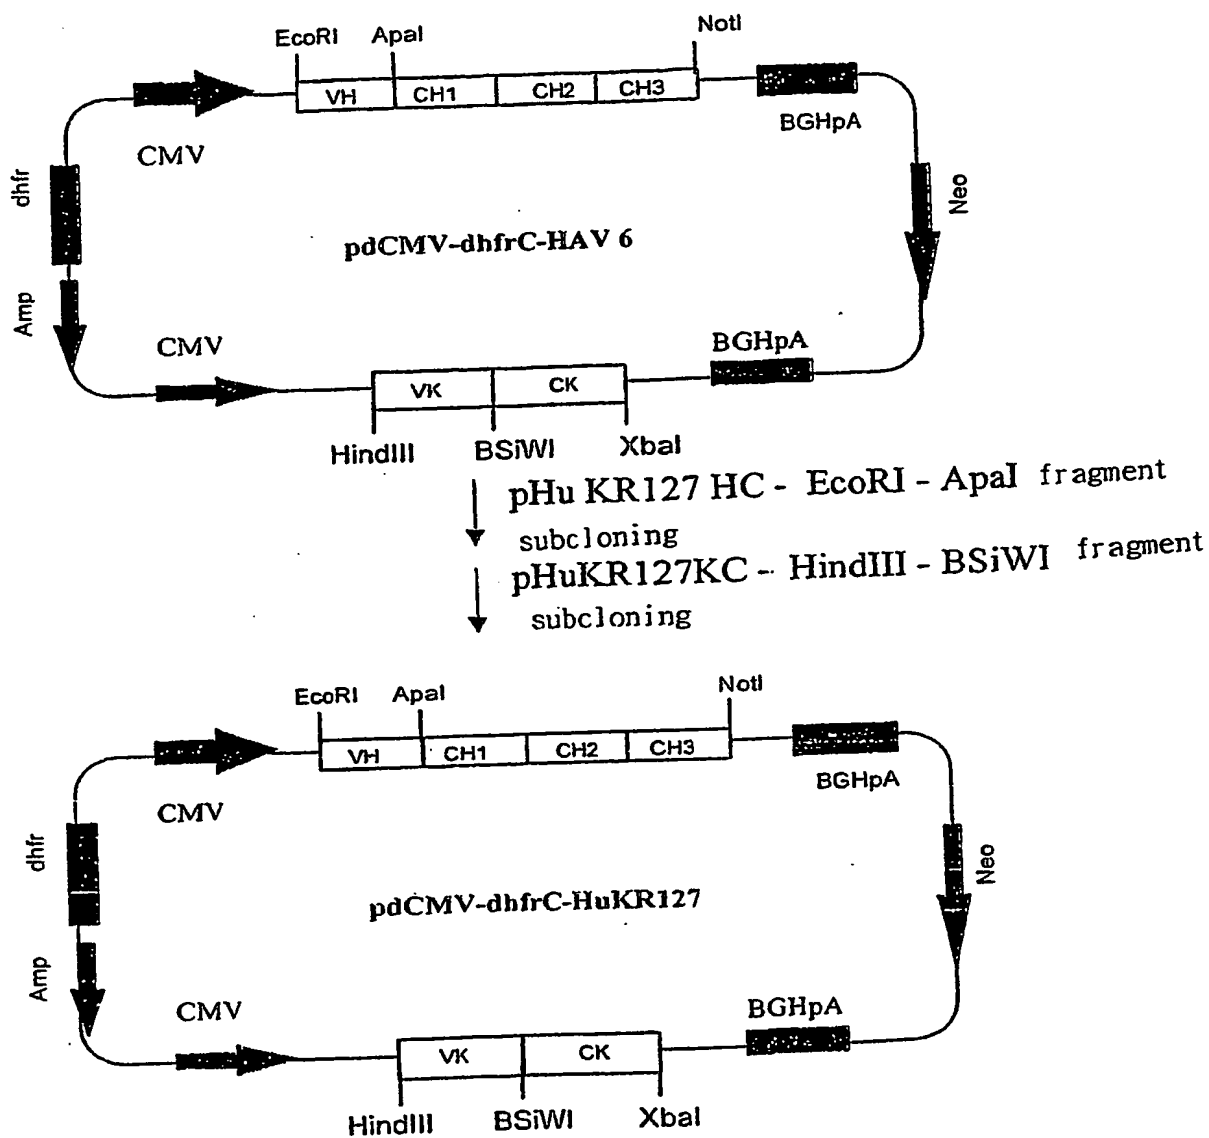 EcoRI ApaI NotI
VH CH1 CH2 CH3
BGHpA
CMV
dhfr
Neo
pdCMV-dhfrC-HAV 6
Amp
CMV
BGHpA
VK CK
HindIII BSiWI XbaI
pHu KR127 HC - EcoRI - ApaI fragment
subcloning
pHuKR127KC - HindIII - BSiWI fragment
subcloning
EcoRI ApaI NotI
VH CH1 CH2 CH3
BGHpA
CMV
dhfr
Neo
pdCMV-dhfrC-HuKR127
Amp
CMV
BGHpA
VK CK
HindIII BSiWI XbaI